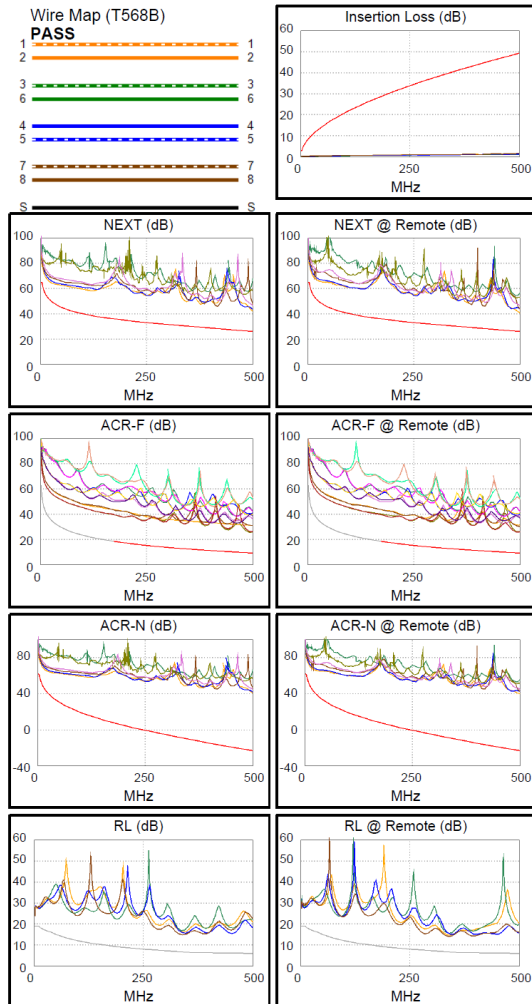 Wire Map (T568B)
PASS
1 1
2 2
3 3
6 6
4 4
5 5
7 7
8 8
S S
Insertion Loss (dB)
60
50
40
30
20
10
0
0 250 500
MHz
NEXT (dB)
100
80
60
40
20
0
0 250 500
MHz
NEXT @ Remote (dB)
100
80
60
40
20
0
0 250 500
MHz
ACR-F (dB)
100
80
60
40
20
0
0 250 500
MHz
ACR-F @ Remote (dB)
100
80
60
40
20
0
0 250 500
MHz
ACR-N (dB)
80
40
0
-40
0 250 500
MHz
ACR-N @ Remote (dB)
80
40
0
-40
0 250 500
MHz
RL (dB)
60
50
40
30
20
10
0
0 250 500
MHz
RL @ Remote (dB)
60
50
40
30
20
10
0
0 250 500
MHz